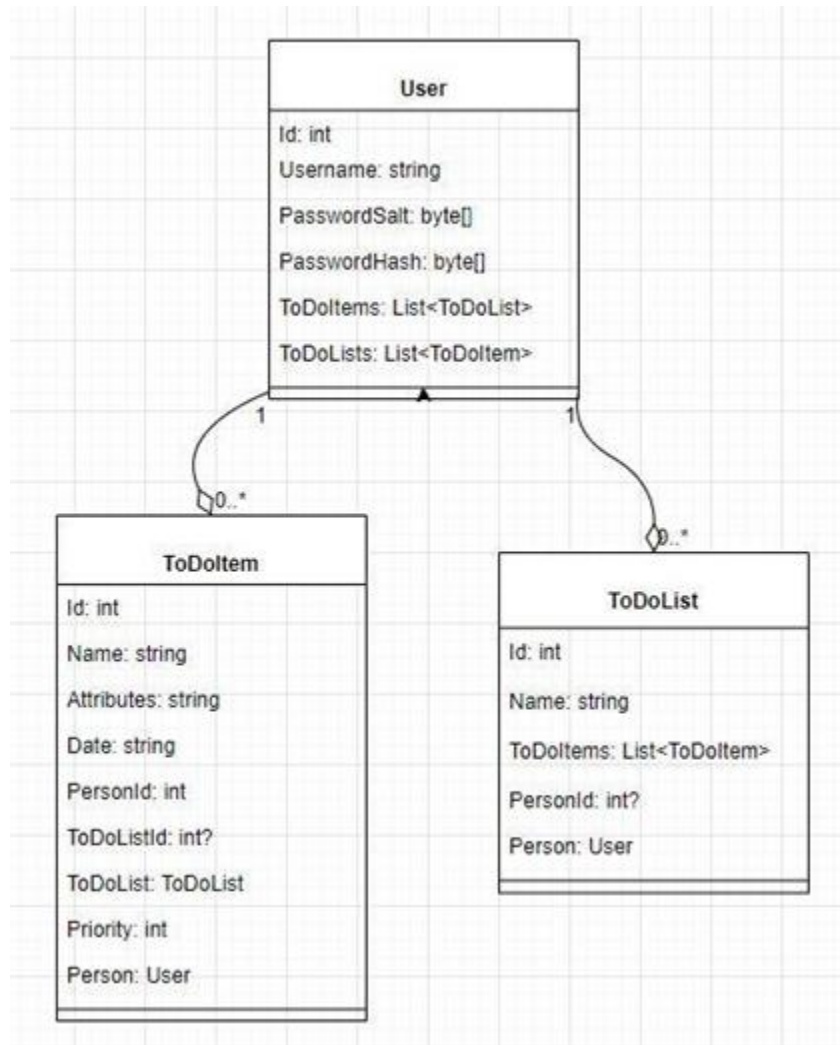 User
Id: int
Username: string
PasswordSalt: byte[]
PasswordHash: byte[]
ToDoItems: List<ToDoList>
ToDoLists: List<ToDoItem>
1
1
0..*
0..*
ToDoItem
Id: int
Name: string
Attributes: string
Date: string
PersonId: int
ToDoListId: int?
ToDoList: ToDoList
Priority: int
Person: User
ToDoList
Id: int
Name: string
ToDoItems: List<ToDoItem>
PersonId: int?
Person: User